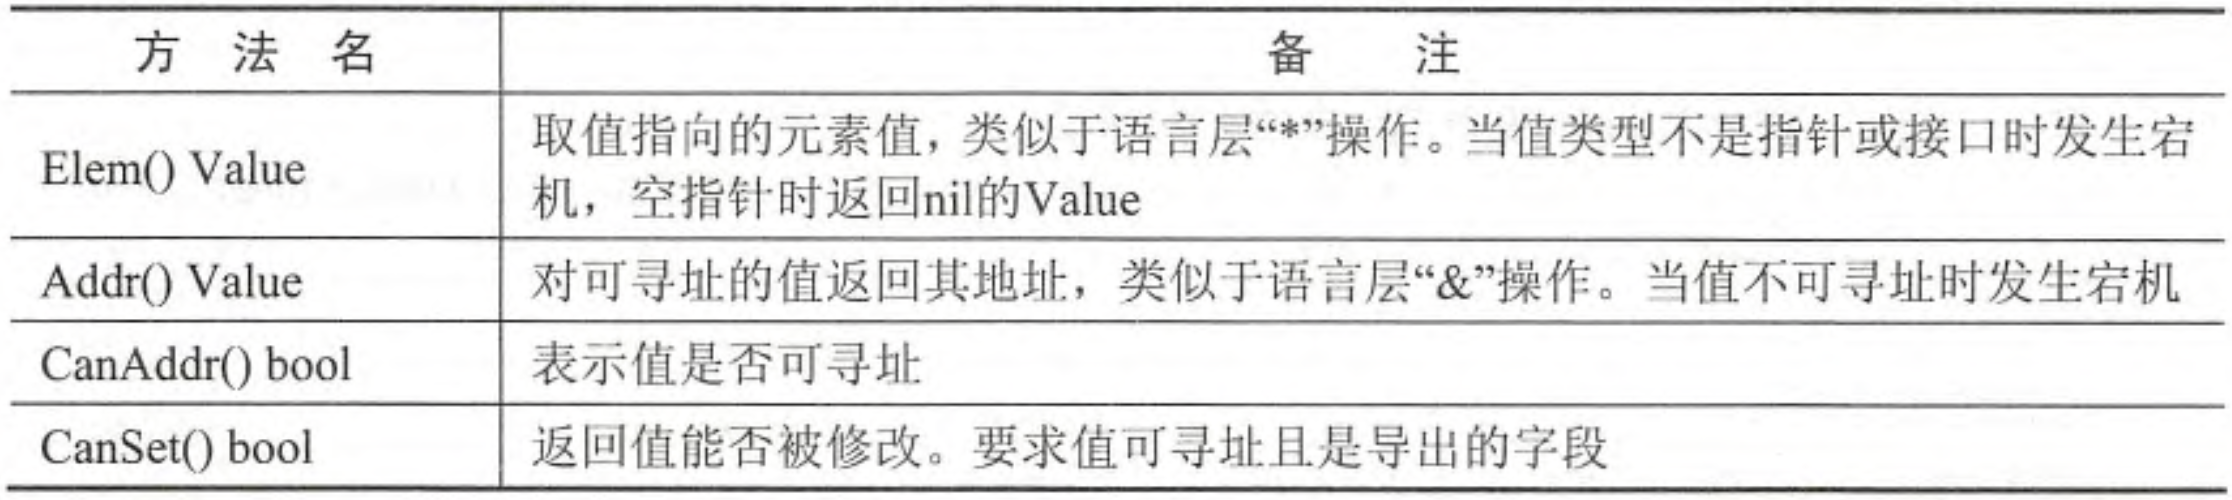 方 法 名 备 注
Elem() Value 取值指向的元素值，类似于语言层“*”操作。当值类型不是指针或接口时发生宕
机，空指针时返回nil的Value
Addr() Value 对可寻址的值返回其地址，类似于语言层“&”操作。当值不可寻址时发生宕机
CanAddr() bool 表示值是否可寻址
CanSet() bool 返回值能否被修改。要求值可寻址且是导出的字段